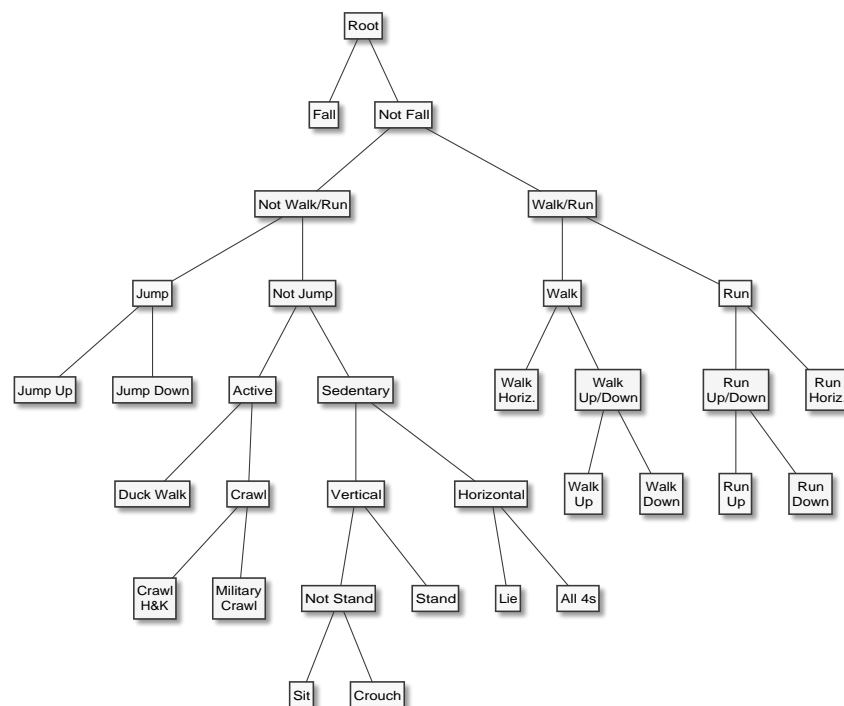 Root
Fall
Not Fall
Not Walk/Run
Walk/Run
Jump
Not Jump
Walk
Run
Jump Up
Jump Down
Active
Sedentary
Walk
Horiz.
Walk
Up/Down
Run
Up/Down
Run
Horiz.
Duck Walk
Crawl
Vertical
Horizontal
Walk
Up
Walk
Down
Run
Up
Run
Down
Crawl
H&K
Military
Crawl
Not Stand
Stand
Lie
All 4s
Sit
Crouch